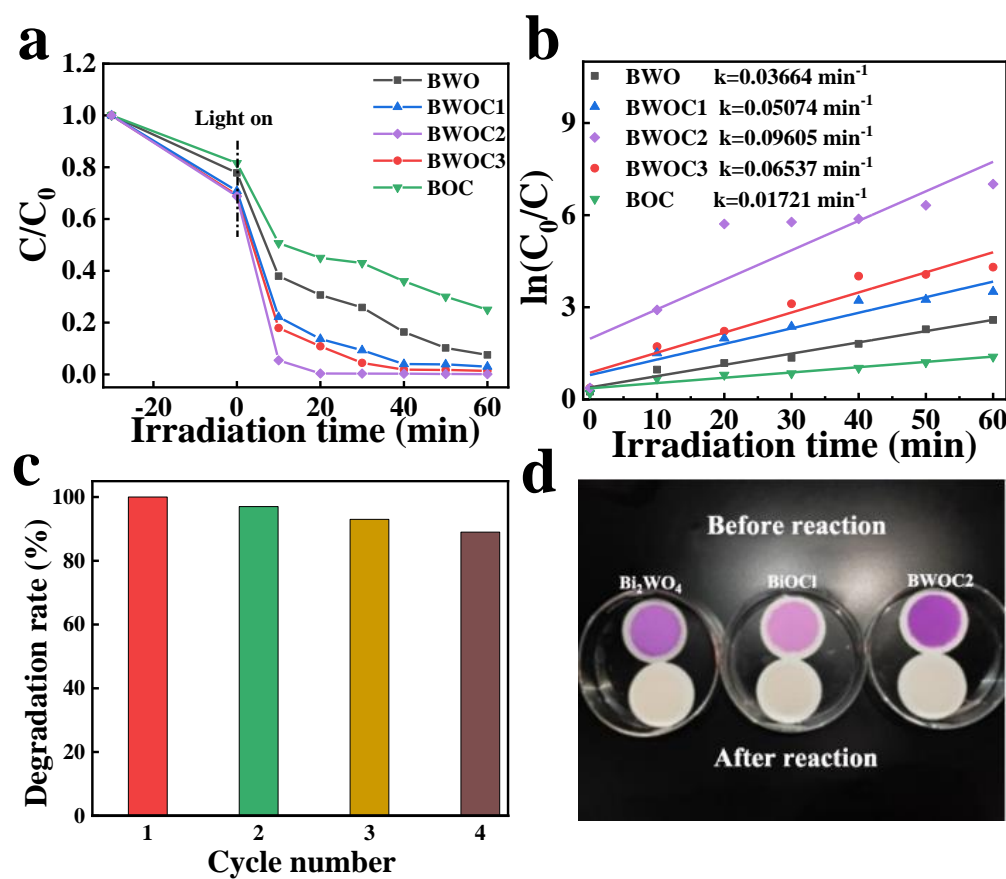 a
1.2
1.0
0.8
0.6
0.4
0.2
0.0
C/C₀
Light on
BWO
BWOC1
BWOC2
BWOC3
BOC
-20
0
20
40
60
Irradiation time (min)
b
9
6
3
0
ln(C₀/C)
BWO k=0.03664 min⁻¹
BWOC1 k=0.05074 min⁻¹
BWOC2 k=0.09605 min⁻¹
BWOC3 k=0.06537 min⁻¹
BOC k=0.01721 min⁻¹
0
10
20
30
40
50
60
Irradiation time (min)
c
100
80
60
40
20
0
Degradation rate (%)
1
2
3
4
Cycle number
d
Before reaction
Bi₂WO₄
BiOCl
BWOC2
After reaction